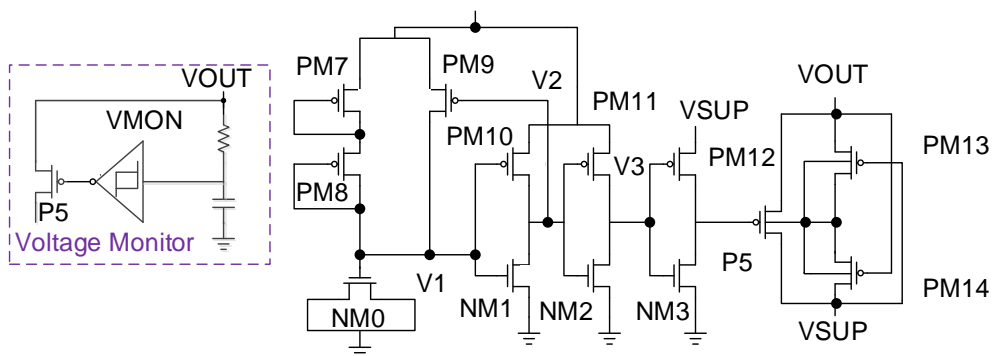 VOUT
VMON
P5
Voltage Monitor
PM7
PM9
V2
PM11
VSUP
VOUT
PM10
V3
PM12
PM13
PM8
V1
NM0
NM1
NM2
NM3
P5
PM14
VSUP